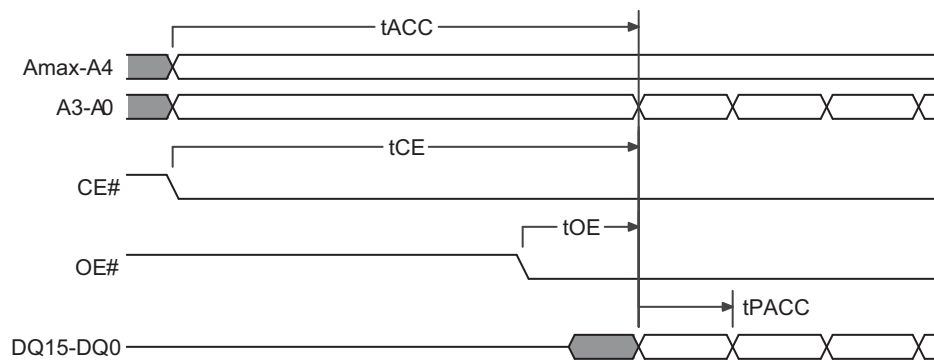 tACC
Amax-A4
A3-A0
tCE
CE#
tOE
OE#
tPACC
DQ15-DQ0